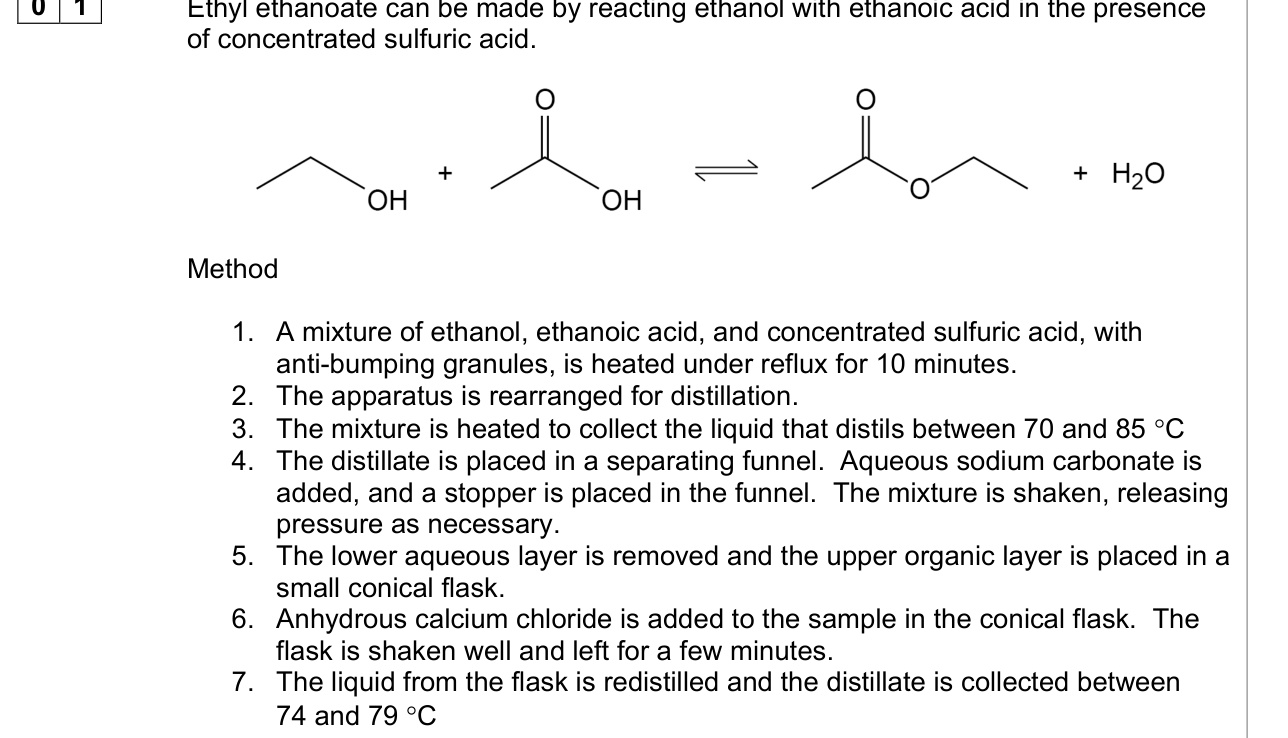 0 1
Ethyl ethanoate can be made by reacting ethanol with ethanoic acid in the presence
of concentrated sulfuric acid.
O O
+ ⇌ + H₂O
OH OH O
Method
1. A mixture of ethanol, ethanoic acid, and concentrated sulfuric acid, with
anti-bumping granules, is heated under reflux for 10 minutes.
2. The apparatus is rearranged for distillation.
3. The mixture is heated to collect the liquid that distils between 70 and 85 °C
4. The distillate is placed in a separating funnel. Aqueous sodium carbonate is
added, and a stopper is placed in the funnel. The mixture is shaken, releasing
pressure as necessary.
5. The lower aqueous layer is removed and the upper organic layer is placed in a
small conical flask.
6. Anhydrous calcium chloride is added to the sample in the conical flask. The
flask is shaken well and left for a few minutes.
7. The liquid from the flask is redistilled and the distillate is collected between
74 and 79 °C